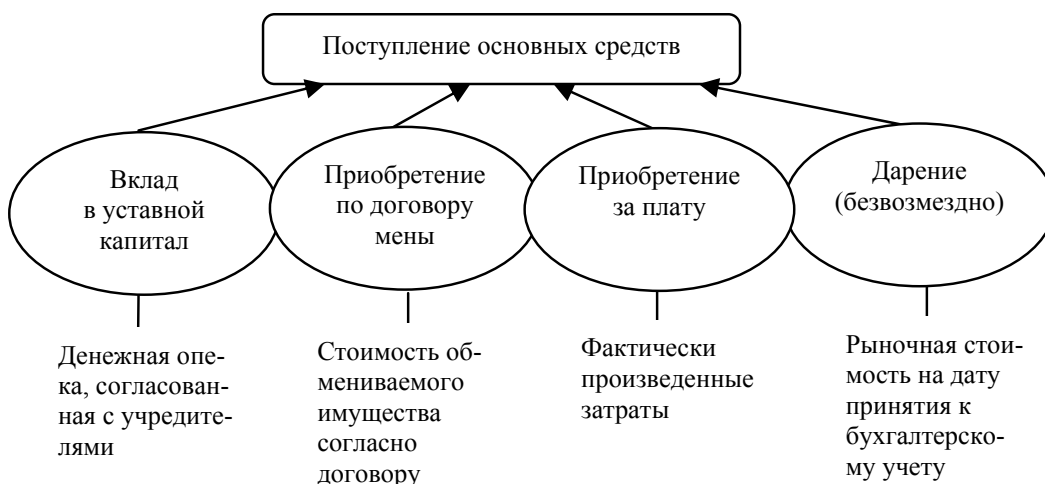 Поступление основных средств
Вклад
в уставной
капитал
Приобретение
по договору
мены
Приобретение
за плату
Дарение
(безвозмездно)
Денежная опе-
ка, согласован-
ная с учредите-
лями
Стоимость об-
мениваемого
имущества
согласно
договору
Фактически
произведенные
затраты
Рыночная стои-
мость на дату
принятия к
бухгалтерско-
му учету